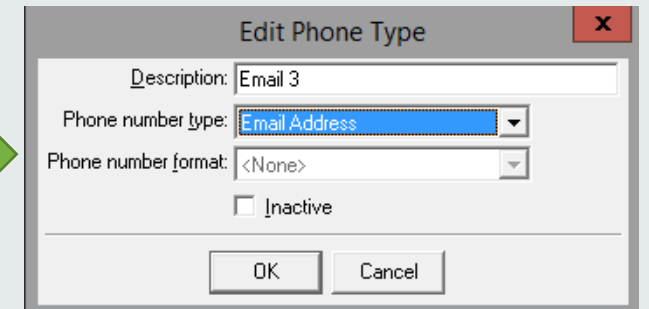 Edit Phone Type
x
Description: Email 3
Phone number type: Email Address
Phone number format: <None>
Inactive
OK Cancel